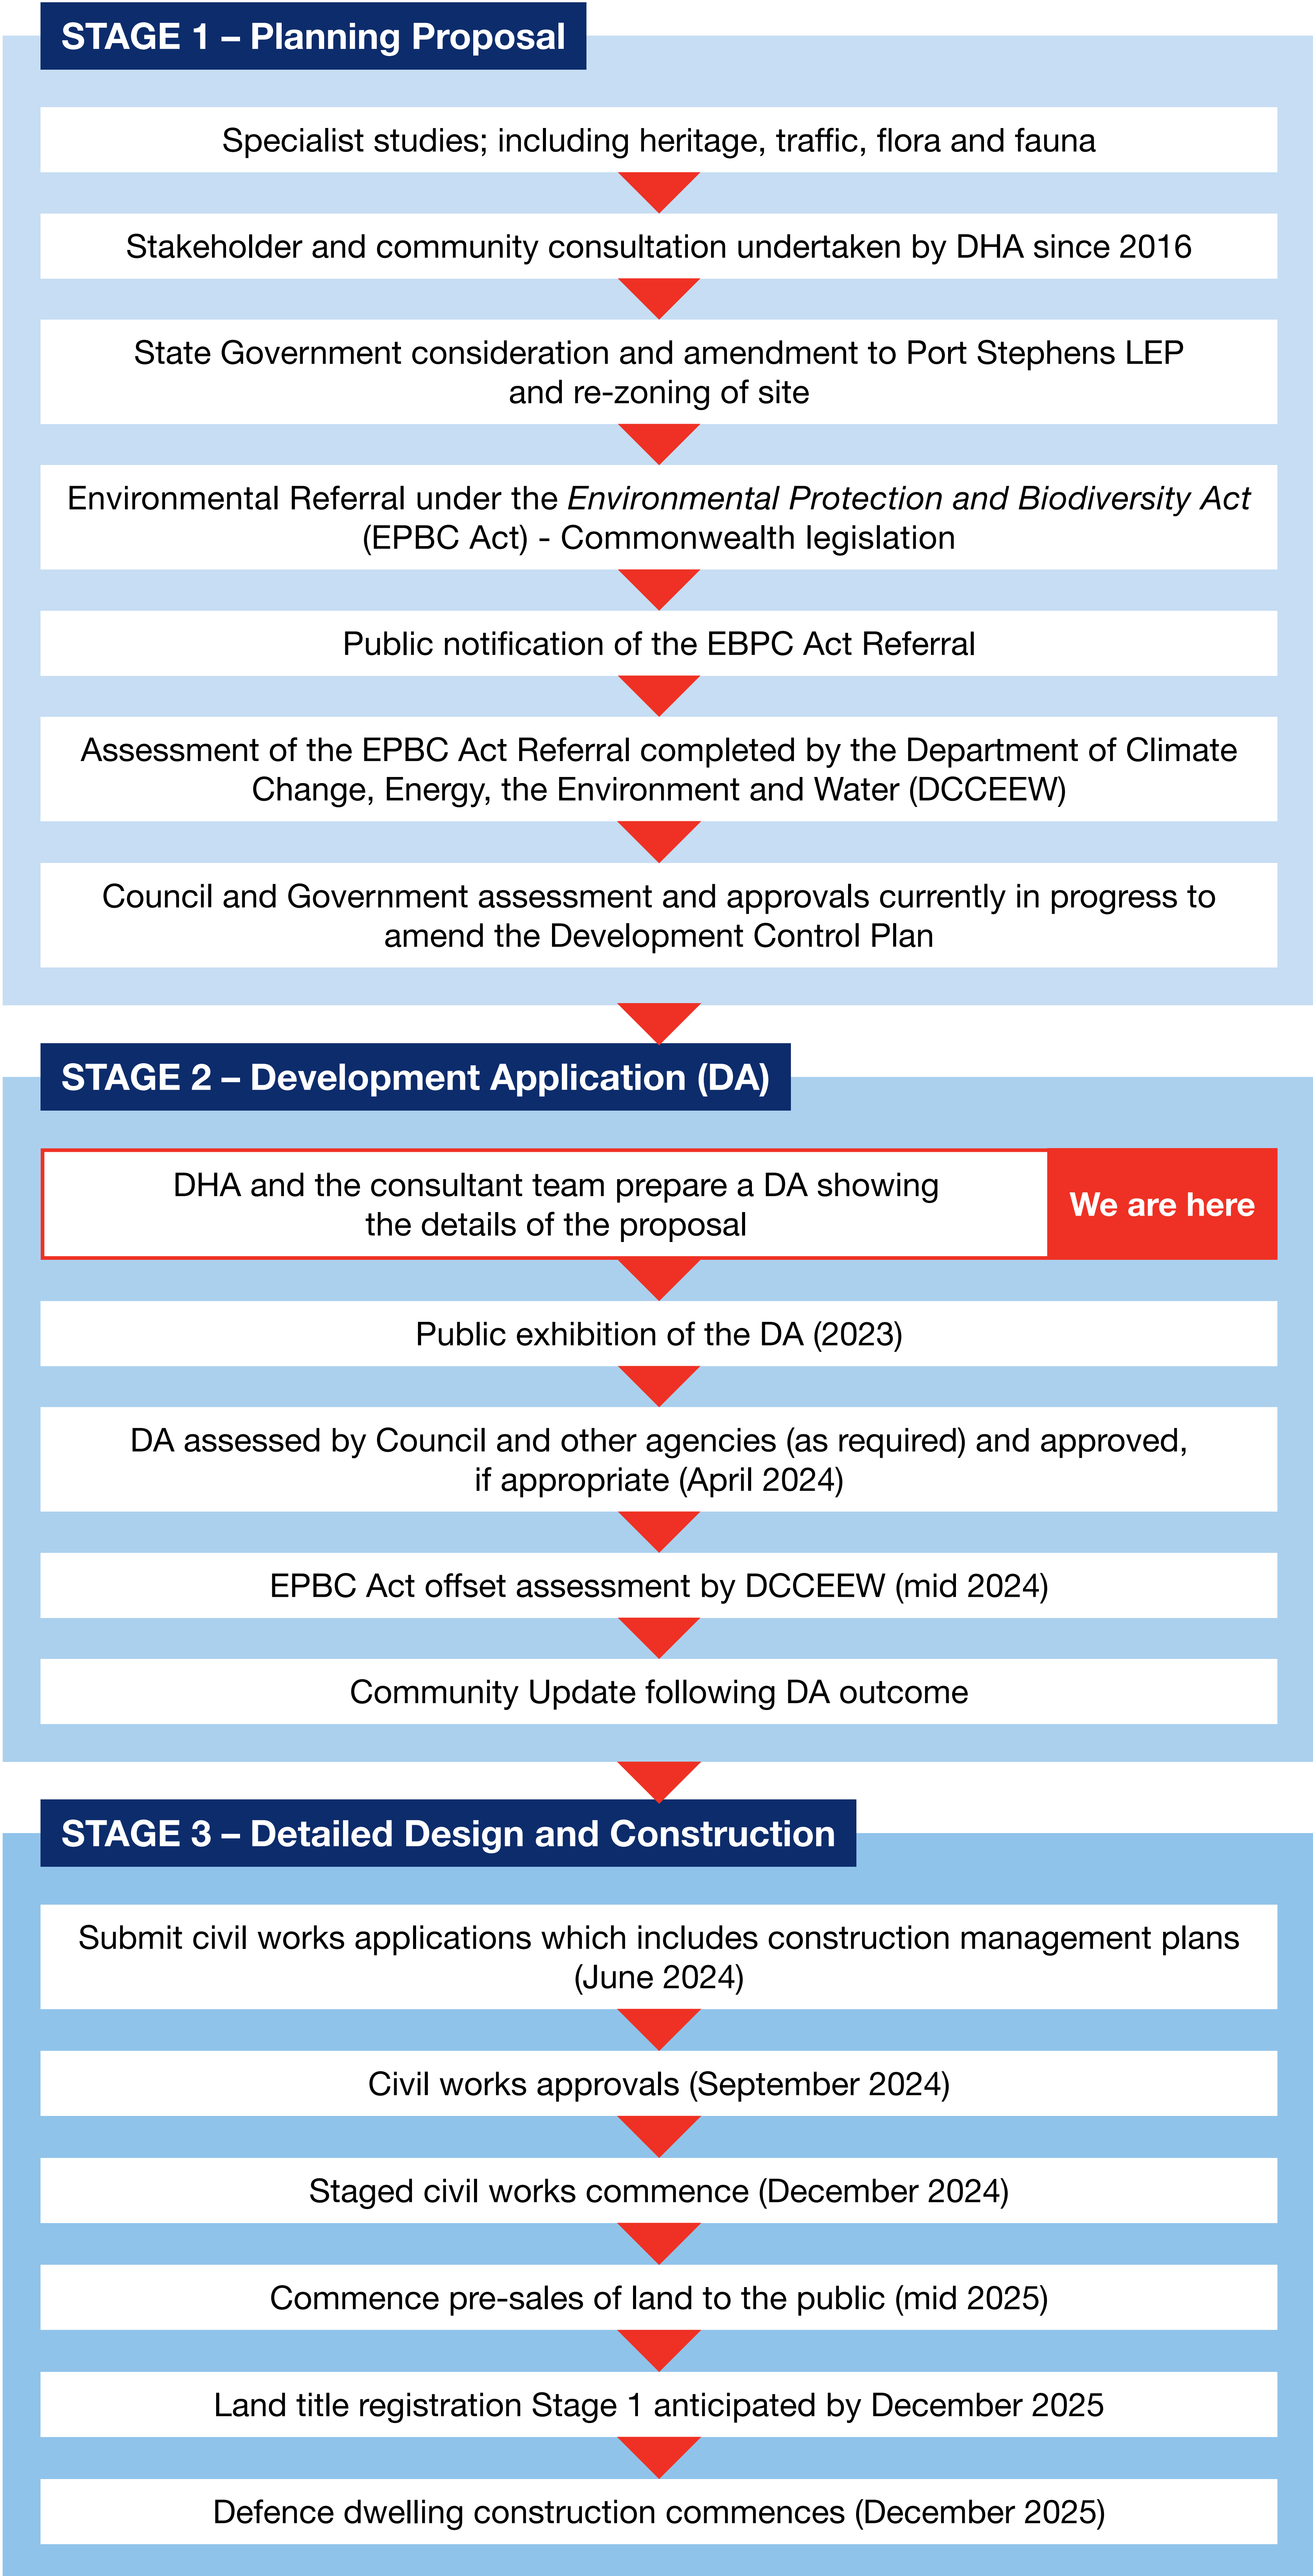 STAGE 1 – Planning Proposal
Specialist studies; including heritage, traffic, flora and fauna
Stakeholder and community consultation undertaken by DHA since 2016
State Government consideration and amendment to Port Stephens LEP
and re-zoning of site
Environmental Referral under the Environmental Protection and Biodiversity Act
(EPBC Act) - Commonwealth legislation
Public notification of the EBPC Act Referral
Assessment of the EPBC Act Referral completed by the Department of Climate
Change, Energy, the Environment and Water (DCCEEW)
Council and Government assessment and approvals currently in progress to
amend the Development Control Plan
STAGE 2 – Development Application (DA)
DHA and the consultant team prepare a DA showing
the details of the proposal
We are here
Public exhibition of the DA (2023)
DA assessed by Council and other agencies (as required) and approved,
if appropriate (April 2024)
EPBC Act offset assessment by DCCEEW (mid 2024)
Community Update following DA outcome
STAGE 3 – Detailed Design and Construction
Submit civil works applications which includes construction management plans
(June 2024)
Civil works approvals (September 2024)
Staged civil works commence (December 2024)
Commence pre-sales of land to the public (mid 2025)
Land title registration Stage 1 anticipated by December 2025
Defence dwelling construction commences (December 2025)